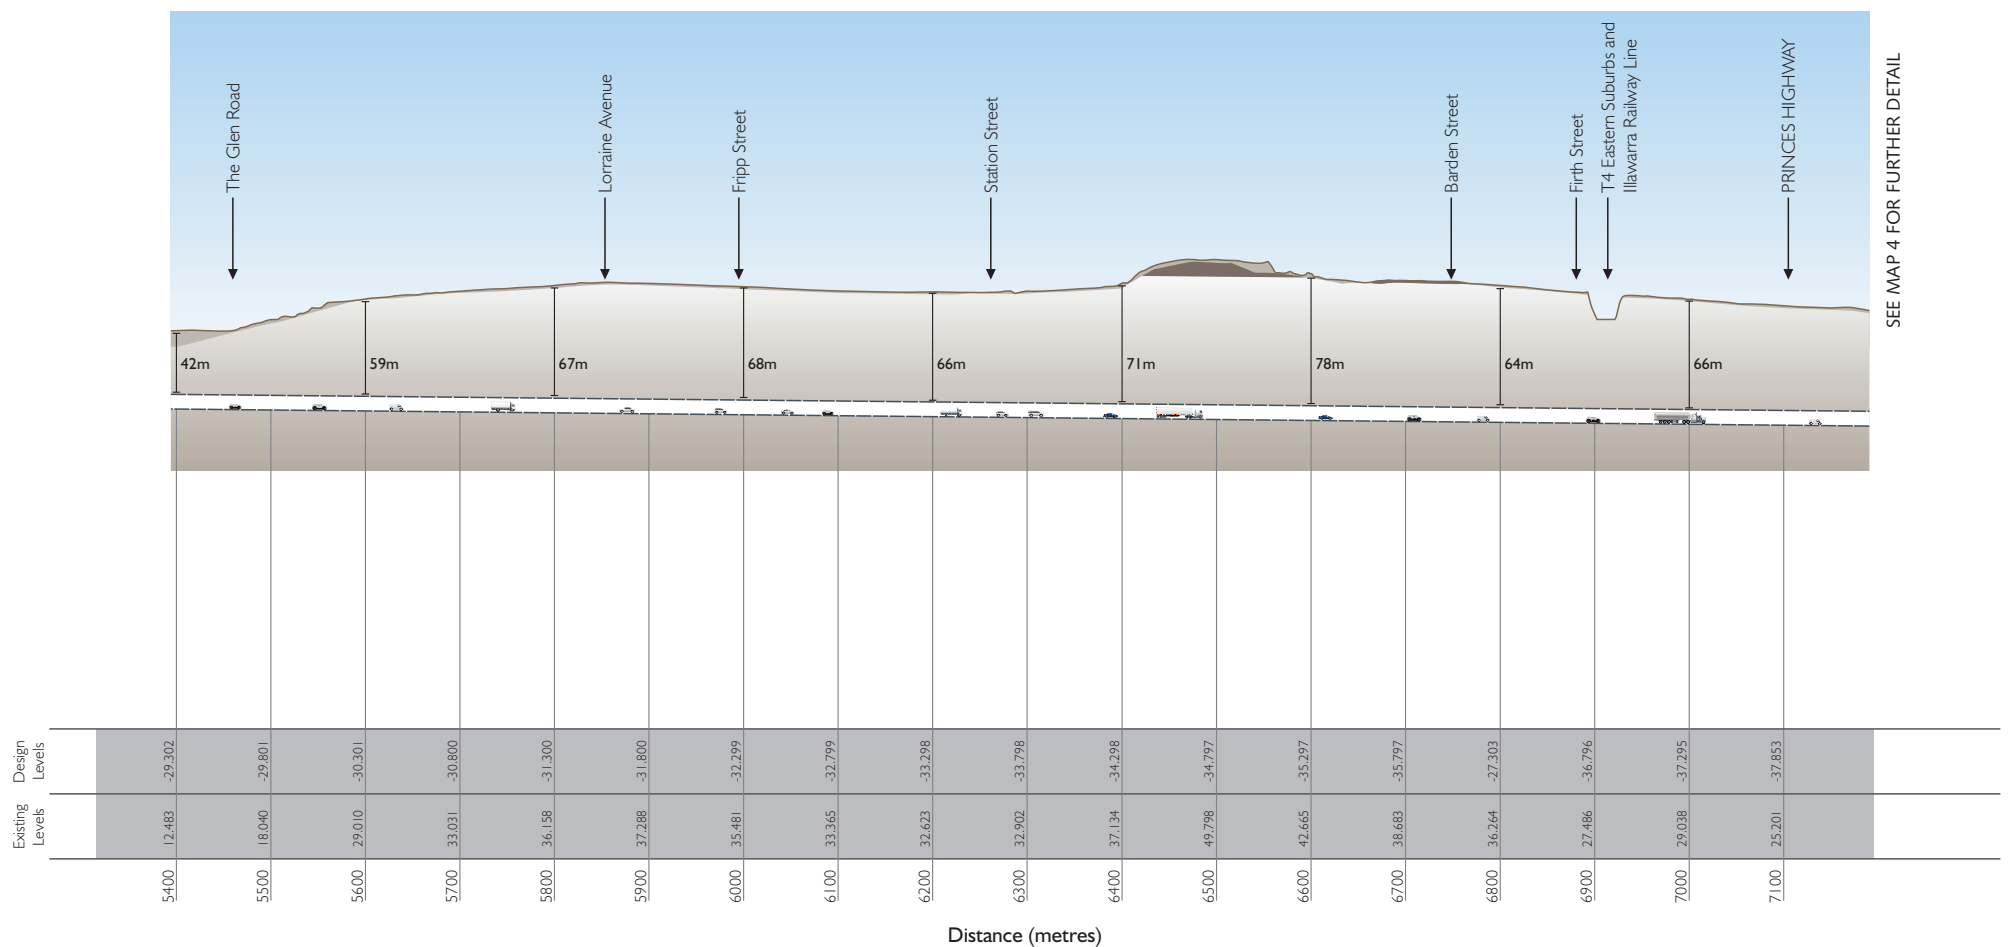 The Glen Road
Lorraine Avenue
Fripp Street
Station Street
Barden Street
Firth Street
T4 Eastern Suburbs and
Illawarra Railway Line
PRINCES HIGHWAY
SEE MAP 4 FOR FURTHER DETAIL
42m 59m 67m 68m 66m 71m 78m 64m 66m
Design
Levels
-29.302 -29.801 -30.301 -30.800 -31.300 -31.800 -32.299 -32.799 -33.298 -33.798 -34.298 -34.797 -35.297 -35.797 -27.303 -36.796 -37.295 -37.853
Existing
Levels
12.483 18.040 29.010 33.031 36.158 37.288 35.481 33.365 32.623 32.902 37.134 49.798 42.665 38.683 36.264 27.486 29.038 25.201
5400 5500 5600 5700 5800 5900 6000 6100 6200 6300 6400 6500 6600 6700 6800 6900 7000 7100
Distance (metres)